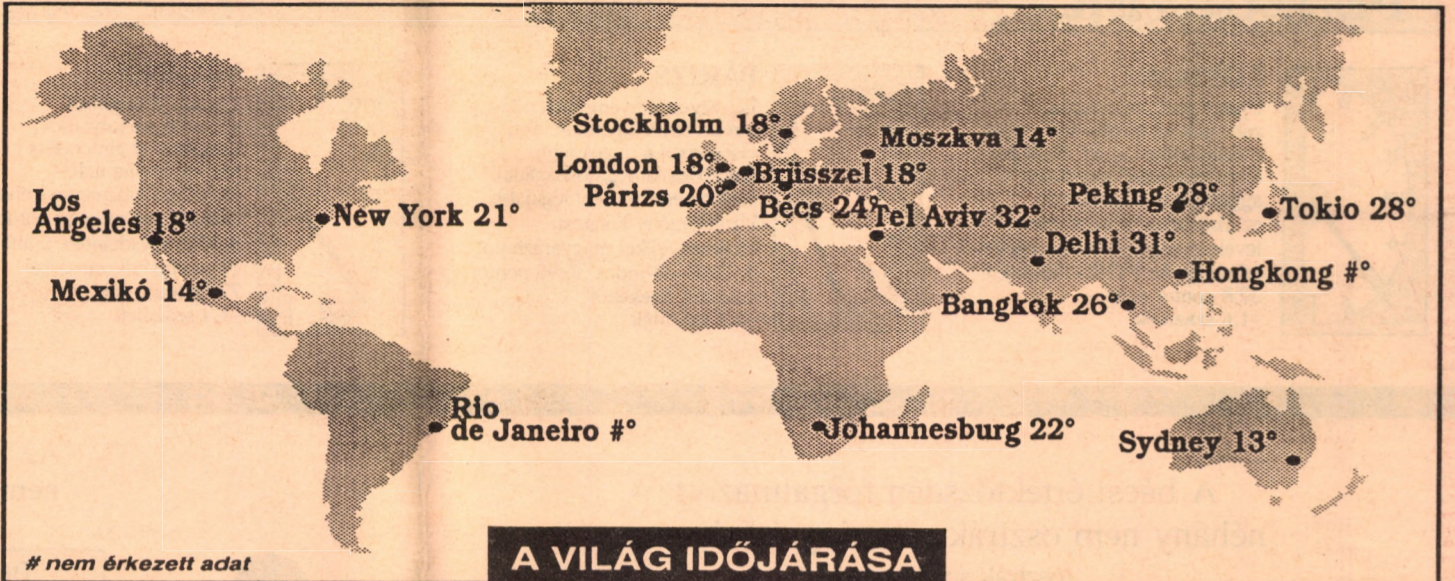 Stockholm 18°
Moszkva 14°
London 18°
Brüsszel 18°
Párizs 20°
Bécs 24°
Tel Aviv 32°
Peking 28°
Tokio 28°
Los
Angeles 18°
New York 21°
Delhi 31°
Hongkong #°
Mexikó 14°
Bangkok 26°
Rio
de Janeiro #°
Johannesburg 22°
Sydney 13°
# nem érkezett adat
A VILÁG IDŐJÁRÁSA